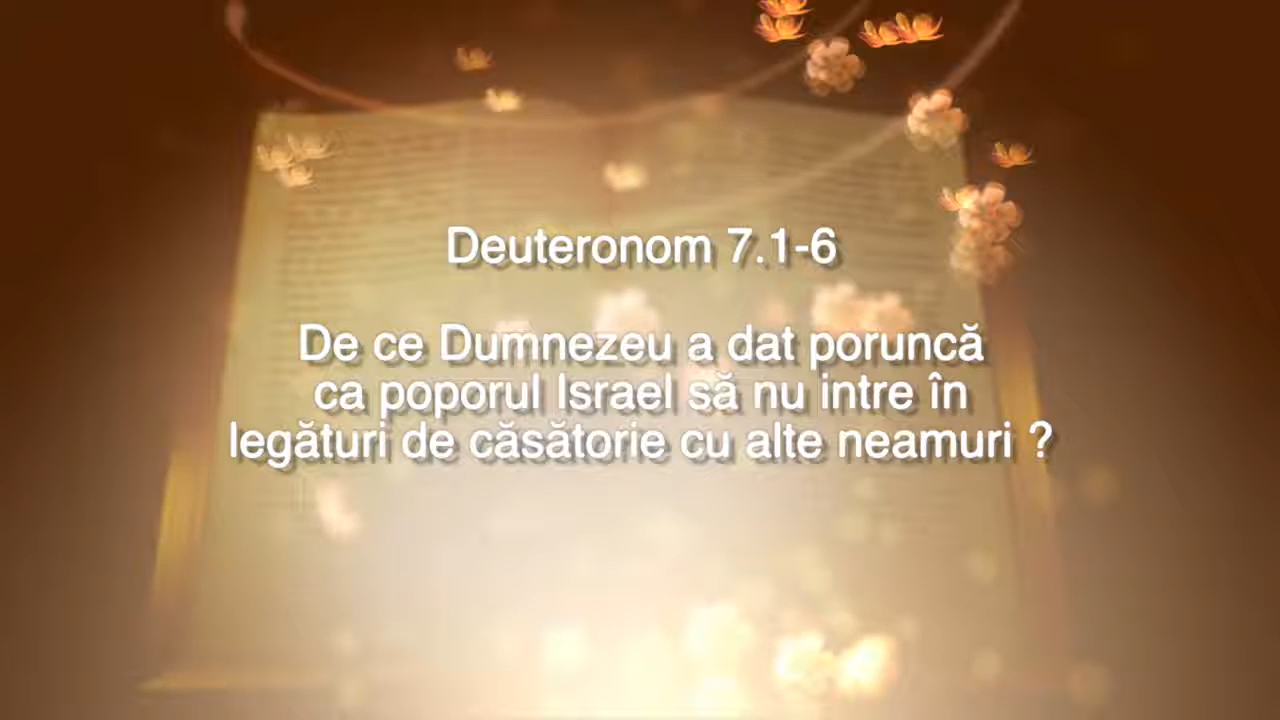 Deuteronom 7.1-6
De ce Dumnezeu a dat poruncă
ca poporul Israel să nu intre în
legături de căsătorie cu alte neamuri ?